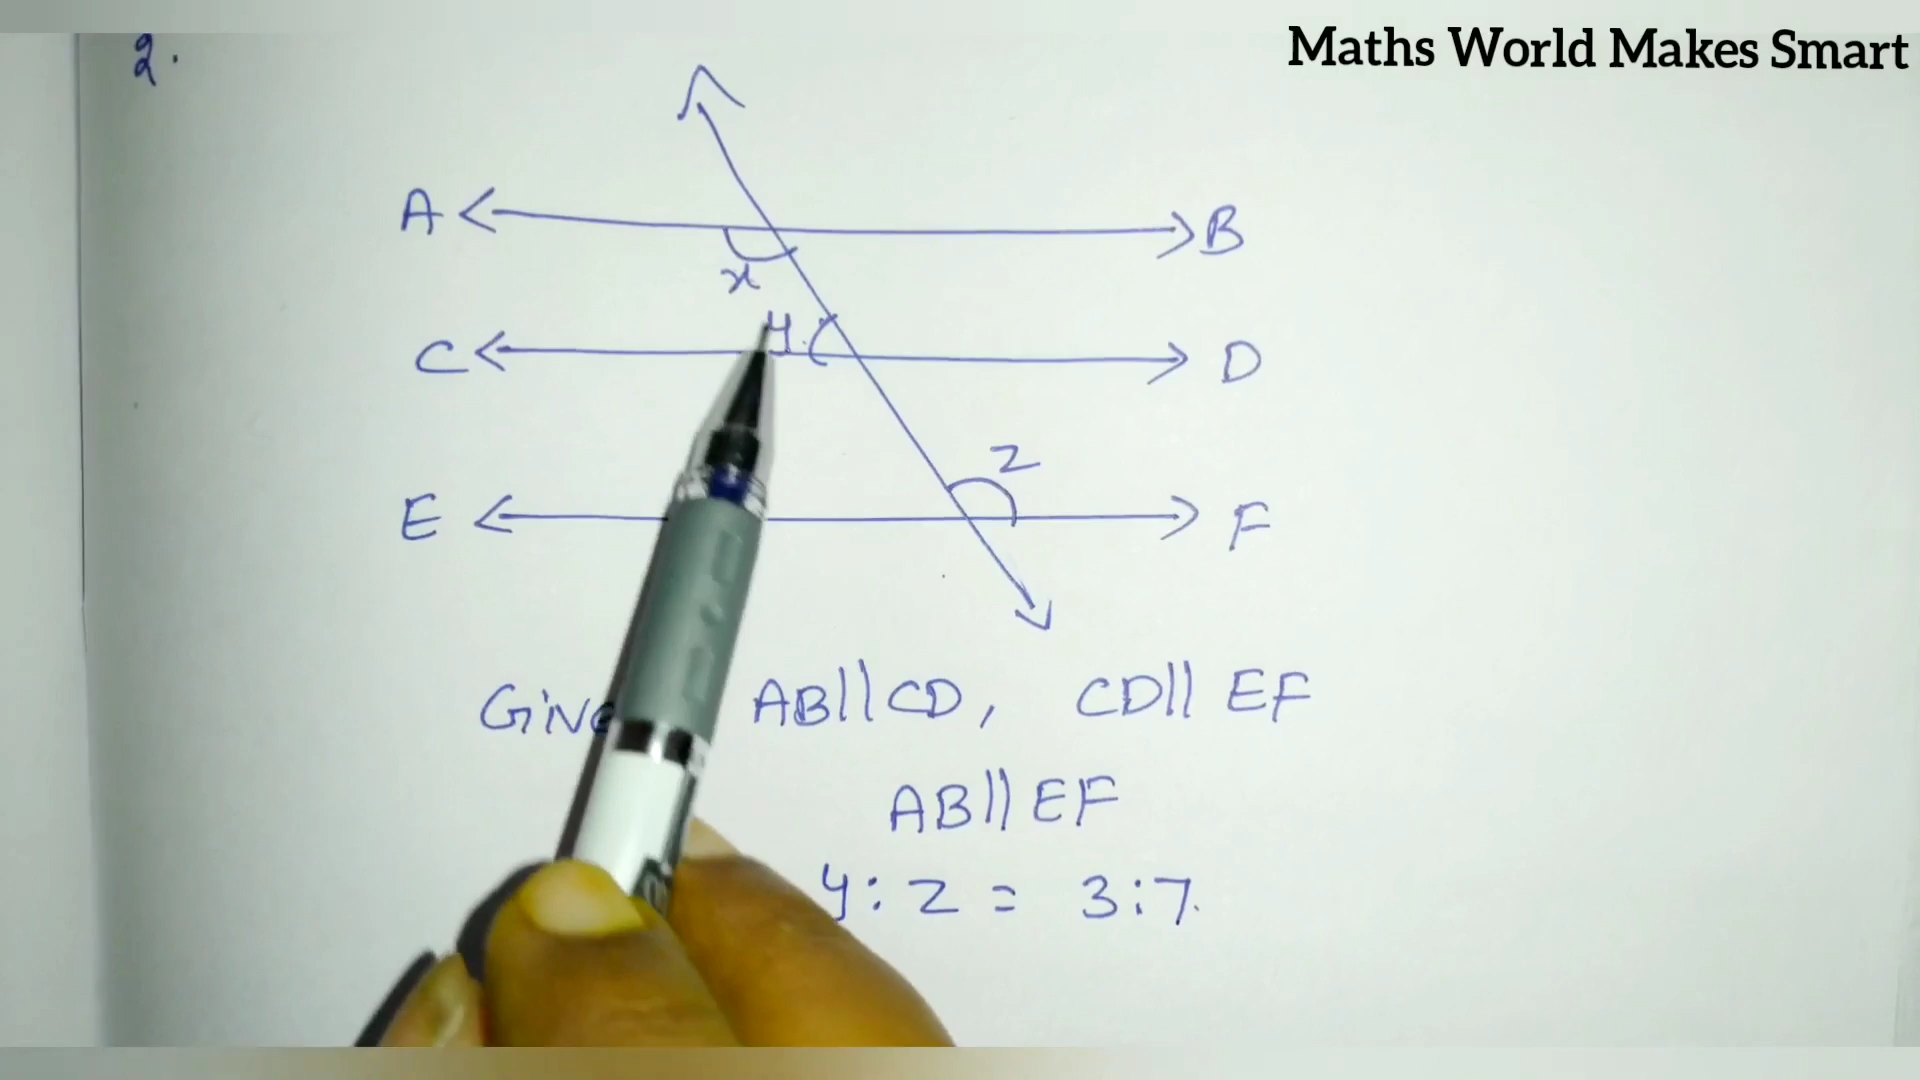 Maths World Makes Smart
2.
A B
x
y
C D
z
E F
AB||CD, CD|| EF
AB||EF
y : z = 3:7.